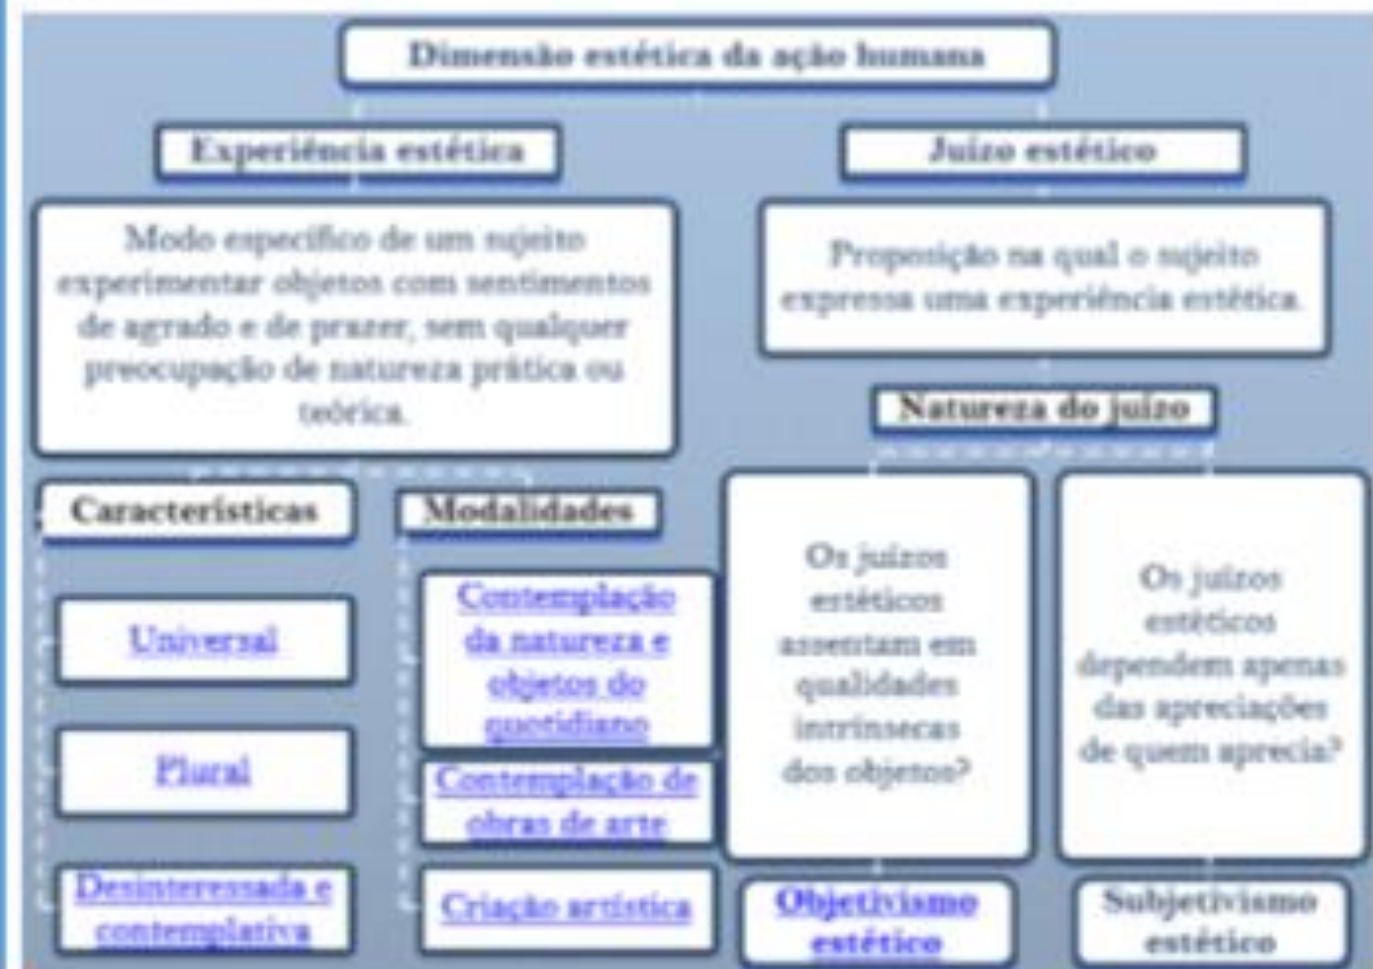 Dimensão estética da ação humana
Experiência estética
Juízo estético
Modo específico de um sujeito
experimentar objetos com sentimentos
de agrado e de prazer, sem qualquer
preocupação de natureza prática ou
teórica.
Proposição na qual o sujeito
expressa uma experiência estética.
Natureza do juízo
Características
Modalidades
Universal
Plural
Desinteressada e
contemplativa
Contemplação
da natureza e
objetos do
quotidiano
Contemplação de
obras de arte
Criação artística
Os juízos
estéticos
assentam em
qualidades
intrínsecas
dos objetos?
Objetivismo
estético
Os juízos
estéticos
dependem apenas
das apreciações
de quem aprecia?
Subjetivismo
estético